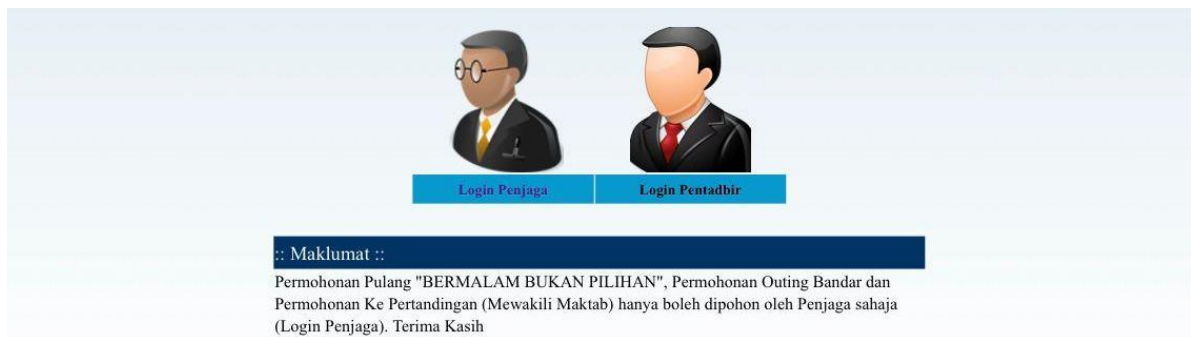 Login Penjaga
Login Pentadbir
:: Maklumat ::
Permohonan Pulang "BERMALAM BUKAN PILIHAN", Permohonan Outing Bandar dan
Permohonan Ke Pertandingan (Mewakili Maktab) hanya boleh dipohon oleh Penjaga sahaja
(Login Penjaga). Terima Kasih